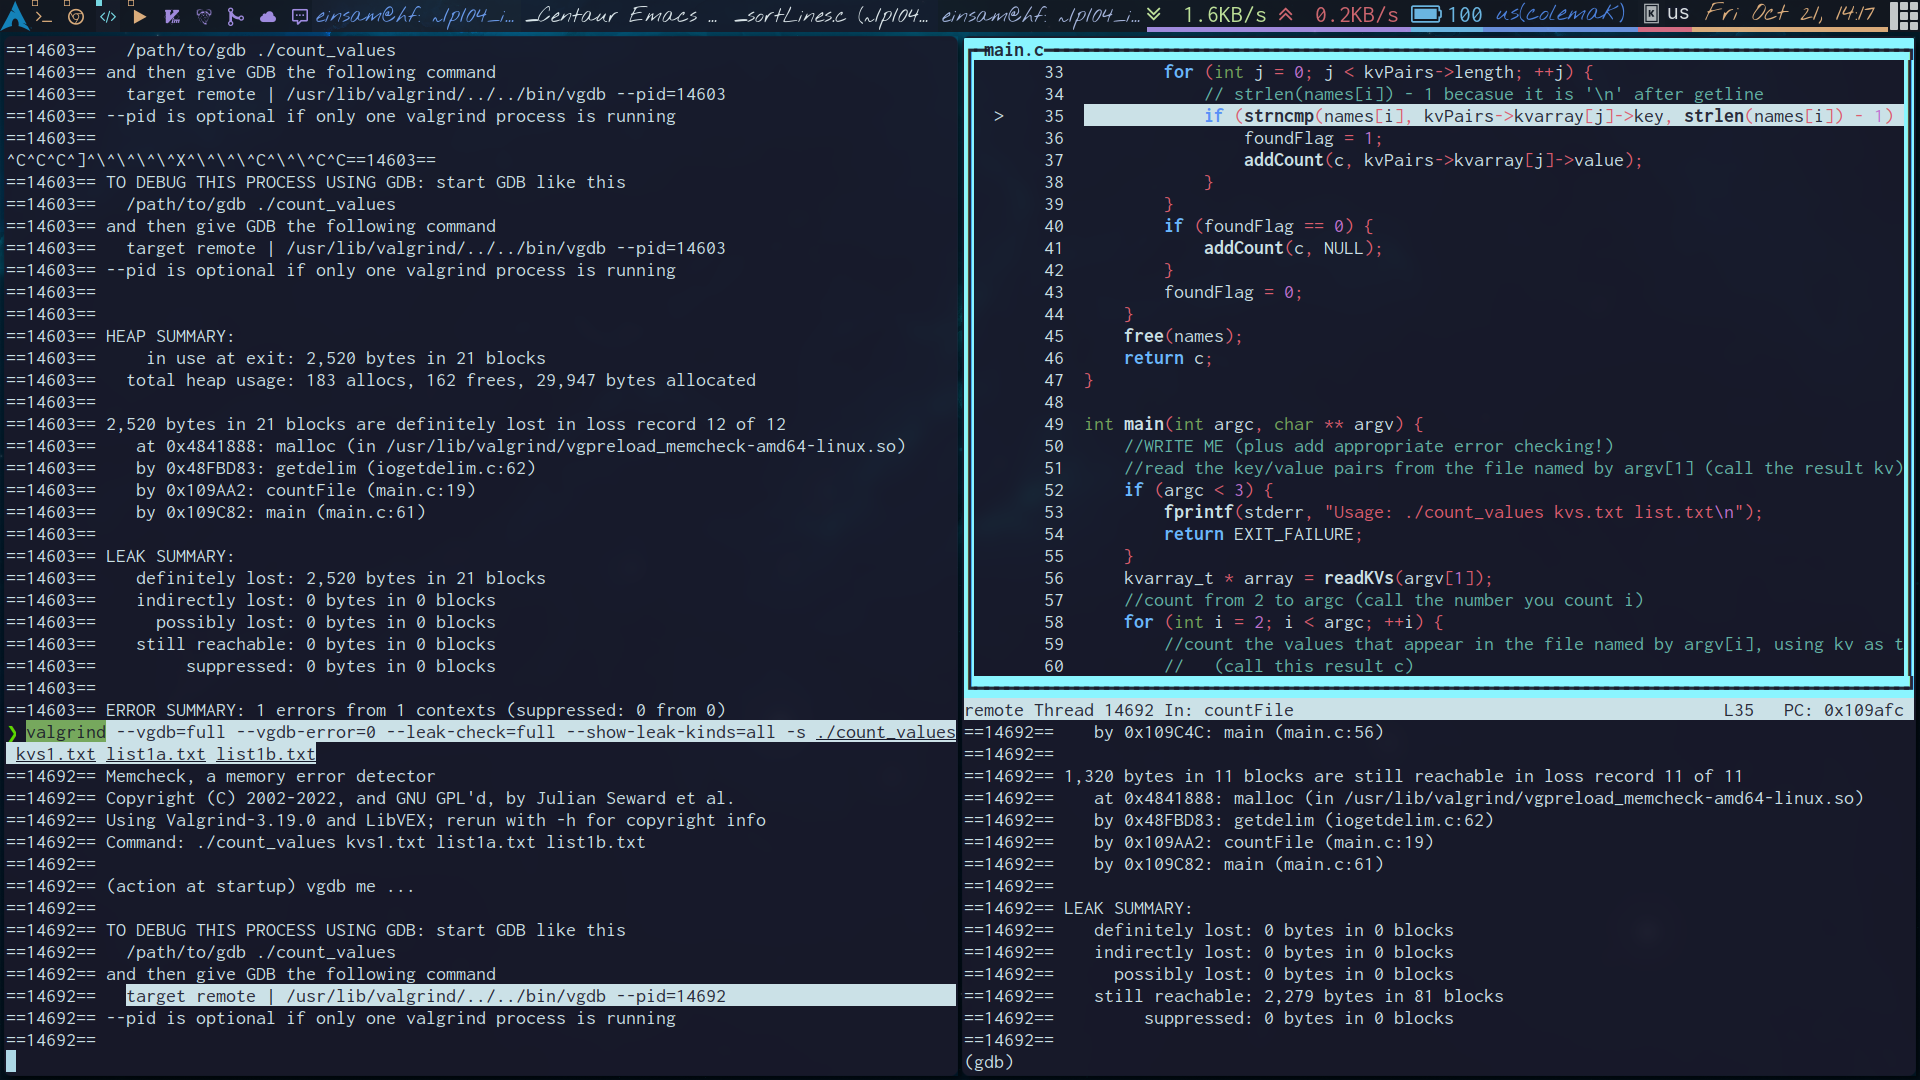 einsam@hf: ~/p/04_i... _Centaur Emacs ... _sortLines.c (~/p/04... einsam@hf: ~/p/04_i... 1.6KB/s 0.2KB/s 100 us(colemak) us Fri Oct 21, 14:17
==14603==   /path/to/gdb ./count_values
==14603== and then give GDB the following command
==14603==   target remote | /usr/lib/valgrind/../../bin/vgdb --pid=14603
==14603== --pid is optional if only one valgrind process is running
==14603==
^C^C^C^]^\^\^\^\^X^\^\^\^C^\^\^C^C==14603==
==14603== TO DEBUG THIS PROCESS USING GDB: start GDB like this
==14603==   /path/to/gdb ./count_values
==14603== and then give GDB the following command
==14603==   target remote | /usr/lib/valgrind/../../bin/vgdb --pid=14603
==14603== --pid is optional if only one valgrind process is running
==14603==
==14603==
==14603== HEAP SUMMARY:
==14603==     in use at exit: 2,520 bytes in 21 blocks
==14603==   total heap usage: 183 allocs, 162 frees, 29,947 bytes allocated
==14603==
==14603== 2,520 bytes in 21 blocks are definitely lost in loss record 12 of 12
==14603==    at 0x4841888: malloc (in /usr/lib/valgrind/vgpreload_memcheck-amd64-linux.so)
==14603==    by 0x48FBD83: getdelim (iogetdelim.c:62)
==14603==    by 0x109AA2: countFile (main.c:19)
==14603==    by 0x109C82: main (main.c:61)
==14603==
==14603== LEAK SUMMARY:
==14603==    definitely lost: 2,520 bytes in 21 blocks
==14603==    indirectly lost: 0 bytes in 0 blocks
==14603==      possibly lost: 0 bytes in 0 blocks
==14603==    still reachable: 0 bytes in 0 blocks
==14603==         suppressed: 0 bytes in 0 blocks
==14603==
==14603== ERROR SUMMARY: 1 errors from 1 contexts (suppressed: 0 from 0)
❯ valgrind --vgdb=full --vgdb-error=0 --leak-check=full --show-leak-kinds=all -s ./count_values
kvs1.txt list1a.txt list1b.txt
==14692== Memcheck, a memory error detector
==14692== Copyright (C) 2002-2022, and GNU GPL'd, by Julian Seward et al.
==14692== Using Valgrind-3.19.0 and LibVEX; rerun with -h for copyright info
==14692== Command: ./count_values kvs1.txt list1a.txt list1b.txt
==14692==
==14692== (action at startup) vgdb me ...
==14692==
==14692== TO DEBUG THIS PROCESS USING GDB: start GDB like this
==14692==   /path/to/gdb ./count_values
==14692== and then give GDB the following command
==14692==   target remote | /usr/lib/valgrind/../../bin/vgdb --pid=14692
==14692== --pid is optional if only one valgrind process is running
==14692==
main.c
33         for (int j = 0; j < kvPairs->length; ++j) {
34             // strlen(names[i]) - 1 becasue it is '\n' after getline
> 35             if (strncmp(names[i], kvPairs->kvarray[j]->key, strlen(names[i]) - 1)
36                 foundFlag = 1;
37                 addCount(c, kvPairs->kvarray[j]->value);
38             }
39         }
40         if (foundFlag == 0) {
41             addCount(c, NULL);
42         }
43         foundFlag = 0;
44     }
45     free(names);
46     return c;
47 }
48
49 int main(int argc, char ** argv) {
50     //WRITE ME (plus add appropriate error checking!)
51     //read the key/value pairs from the file named by argv[1] (call the result kv)
52     if (argc < 3) {
53         fprintf(stderr, "Usage: ./count_values kvs.txt list.txt\n");
54         return EXIT_FAILURE;
55     }
56     kvarray_t * array = readKVs(argv[1]);
57     //count from 2 to argc (call the number you count i)
58     for (int i = 2; i < argc; ++i) {
59         //count the values that appear in the file named by argv[i], using kv as t
60         //   (call this result c)
remote Thread 14692 In: countFile L35 PC: 0x109afc
==14692==    by 0x109C4C: main (main.c:56)
==14692==
==14692== 1,320 bytes in 11 blocks are still reachable in loss record 11 of 11
==14692==    at 0x4841888: malloc (in /usr/lib/valgrind/vgpreload_memcheck-amd64-linux.so)
==14692==    by 0x48FBD83: getdelim (iogetdelim.c:62)
==14692==    by 0x109AA2: countFile (main.c:19)
==14692==    by 0x109C82: main (main.c:61)
==14692==
==14692== LEAK SUMMARY:
==14692==    definitely lost: 0 bytes in 0 blocks
==14692==    indirectly lost: 0 bytes in 0 blocks
==14692==      possibly lost: 0 bytes in 0 blocks
==14692==    still reachable: 2,279 bytes in 81 blocks
==14692==         suppressed: 0 bytes in 0 blocks
==14692==
(gdb)